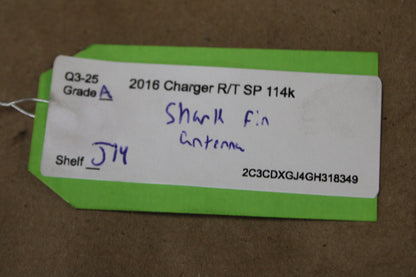 Q3-25
Grade A
2016 Charger R/T SP 114k
Shark fin
antenna
Shelf J14
2C3CDXGJ4GH318349